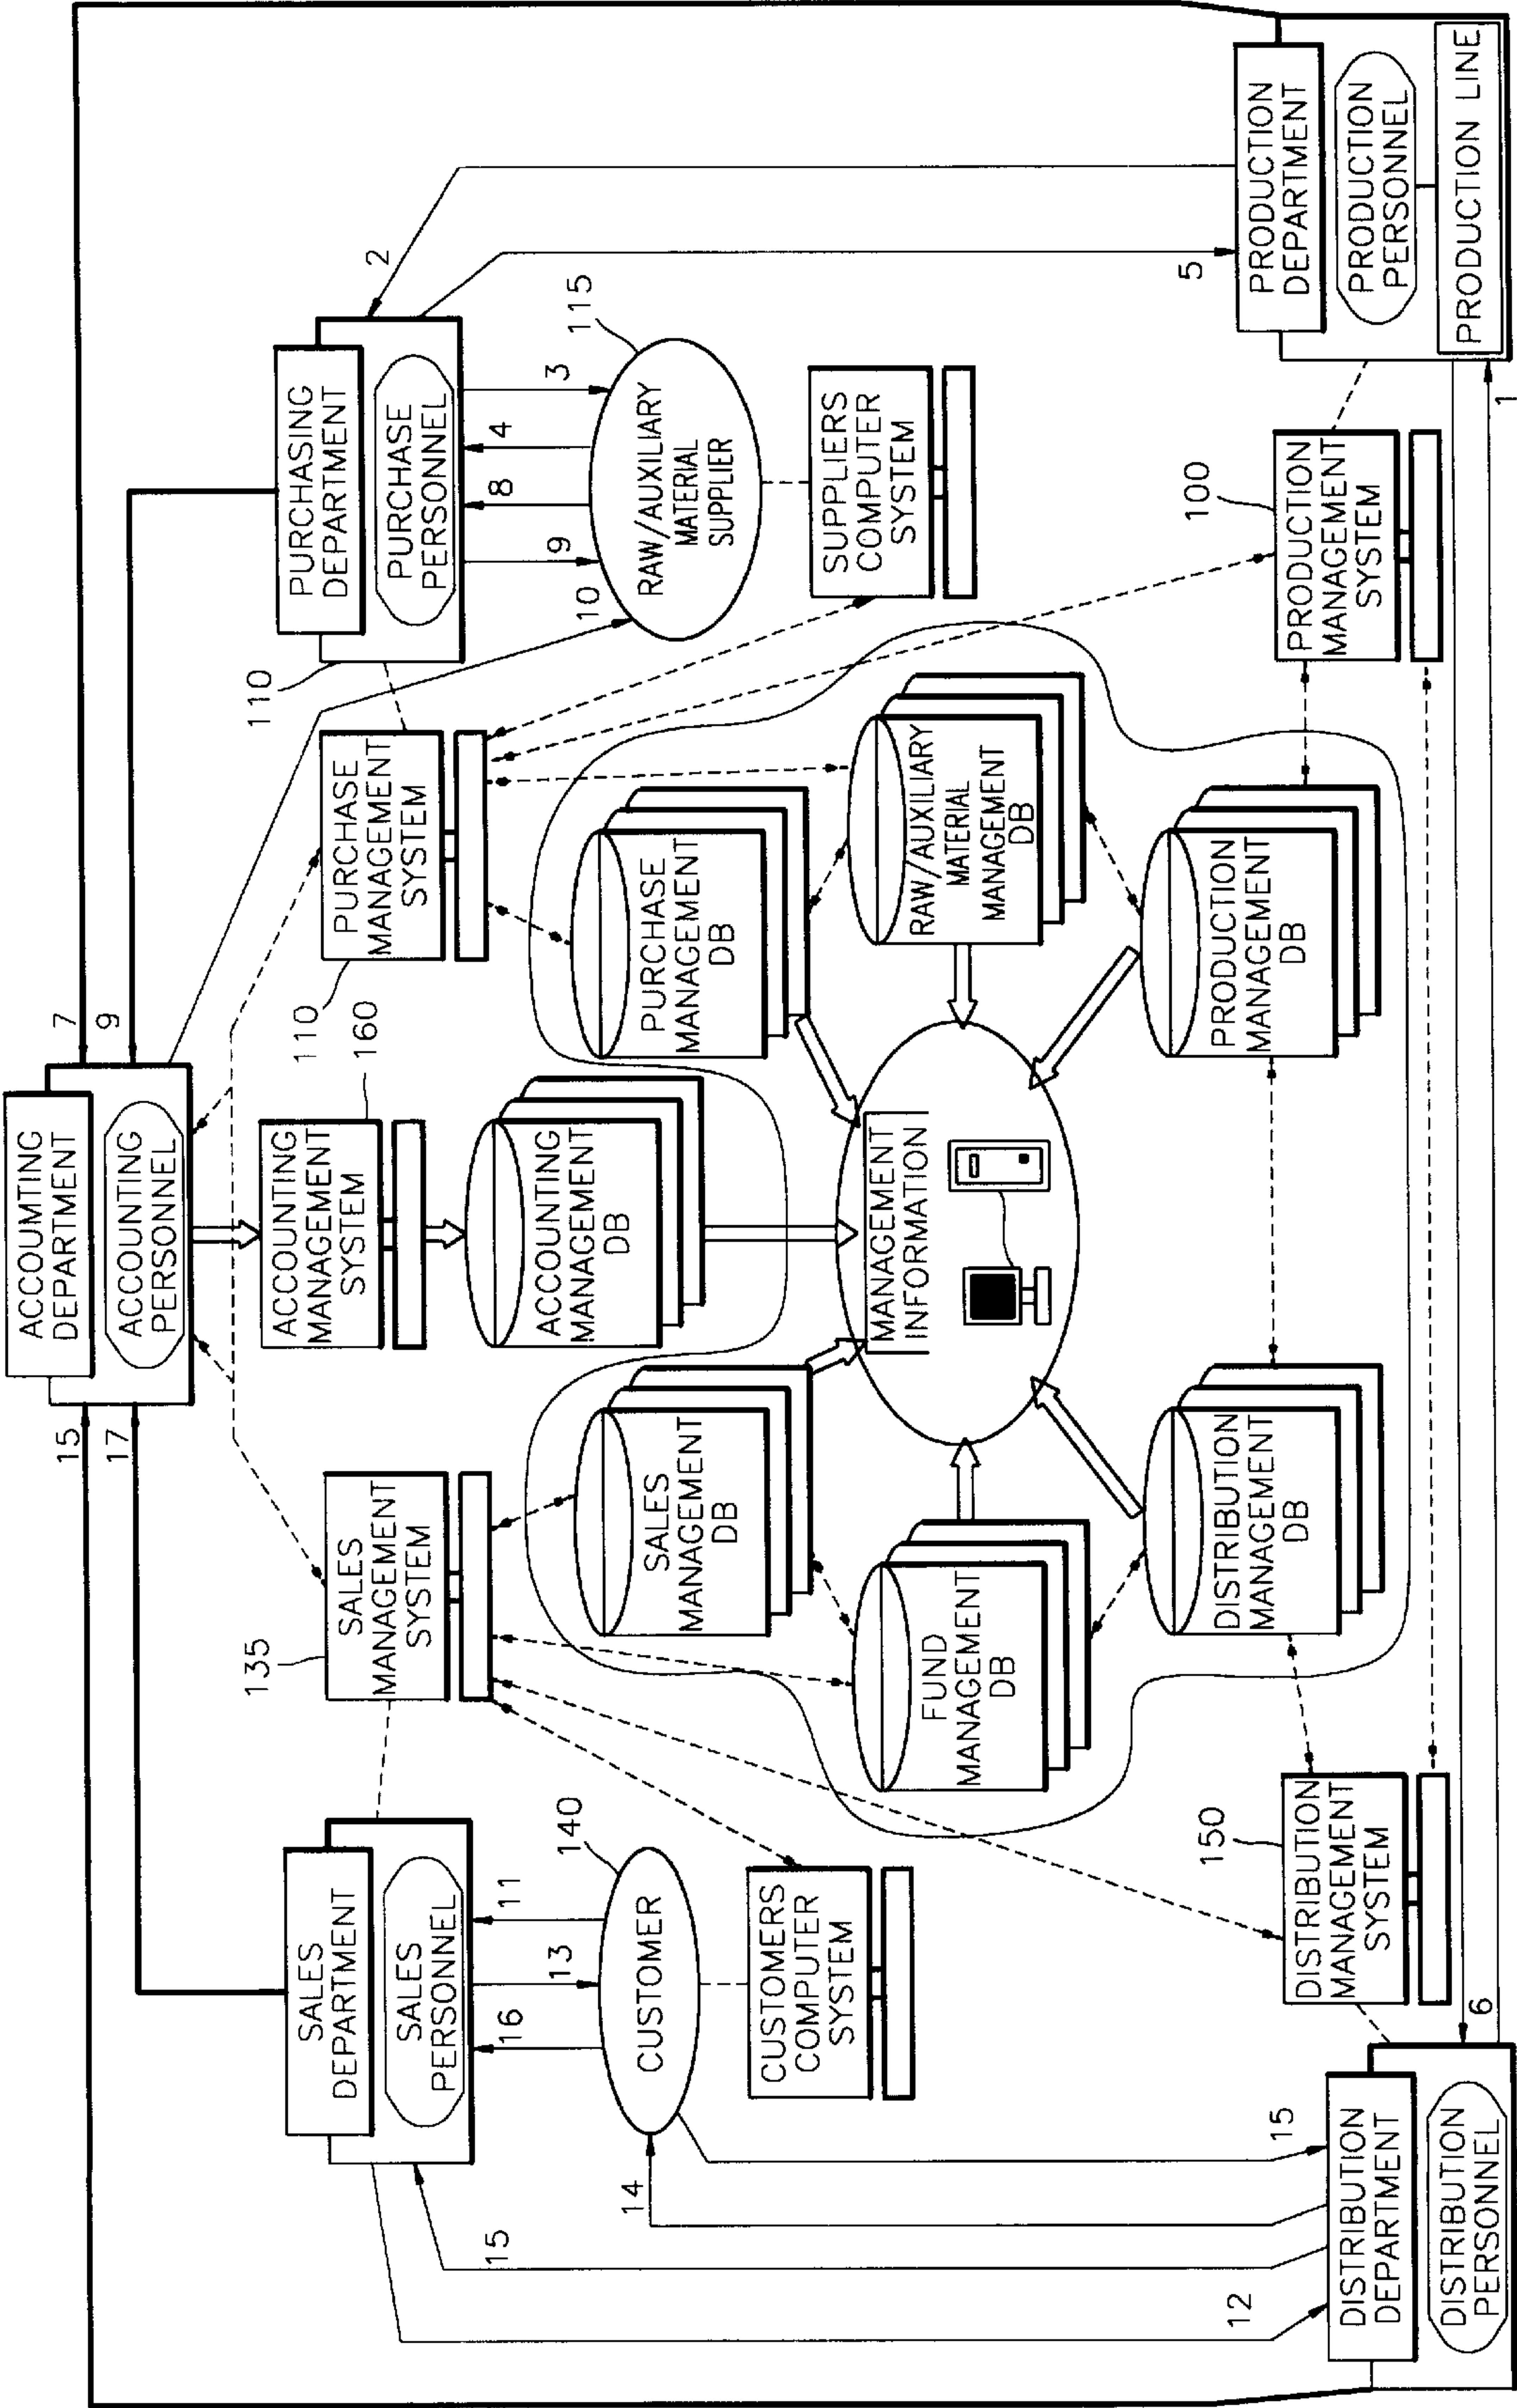 ACCOUMTING
DEPARTMENT
ACCOUNTING
PERSONNEL
15
17
7
9
SALES
DEPARTMENT
SALES
PERSONNEL
135
SALES
MANAGEMENT
SYSTEM
ACCOUNTING
MANAGEMENT
SYSTEM
160
110
PURCHASE
MANAGEMENT
SYSTEM
110
PURCHASING
DEPARTMENT
PURCHASE
PERSONNEL
2
16
13
11
10
9
8
4
3
15
14
CUSTOMER
140
SALES
MANAGEMENT
DB
ACCOUNTING
MANAGEMENT
DB
PURCHASE
MANAGEMENT
DB
RAW/AUXILIARY
MATERIAL
SUPPLIER
115
CUSTOMERS
COMPUTER
SYSTEM
FUND
MANAGEMENT
DB
MANAGEMENT
INFORMATION
RAW/AUXILIARY
MATERIAL
MANAGEMENT
DB
SUPPLIERS
COMPUTER
SYSTEM
12
15
150
DISTRIBUTION
MANAGEMENT
DB
PRODUCTION
MANAGEMENT
DB
100
5
DISTRIBUTION
DEPARTMENT
DISTRIBUTION
PERSONNEL
DISTRIBUTION
MANAGEMENT
SYSTEM
PRODUCTION
MANAGEMENT
SYSTEM
PRODUCTION
DEPARTMENT
PRODUCTION
PERSONNEL
PRODUCTION LINE
6
1